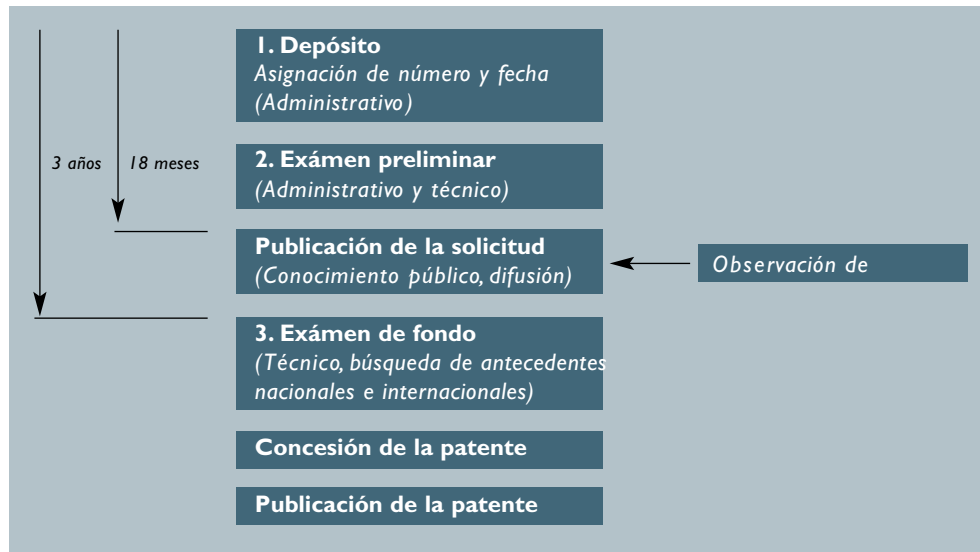 1. Depósito
Asignación de número y fecha
(Administrativo)
3 años
18 meses
2. Exámen preliminar
(Administrativo y técnico)
Publicación de la solicitud
(Conocimiento público, difusión)
Observación de
3. Exámen de fondo
(Técnico, búsqueda de antecedentes
nacionales e internacionales)
Concesión de la patente
Publicación de la patente